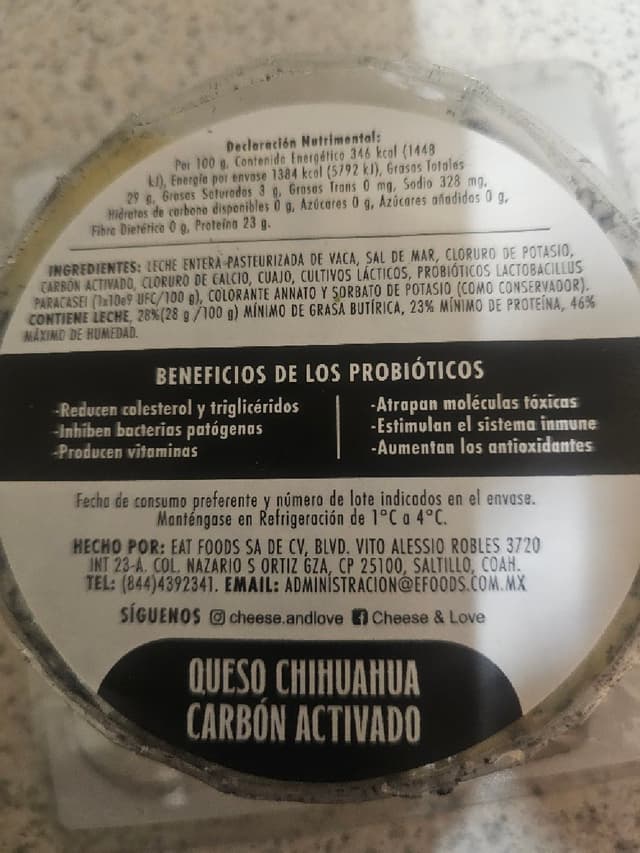 Declaración Nutrimental:
Por 100 g, Contenido Energético 346 kcal (1448
kJ), Energía por envase 1384 kcal (5792 kJ), Grasas Totales
29 g, Grasas Saturadas 3 g, Grasas Trans 0 mg, Sodio 328 mg,
Hidratos de carbono disponibles 0 g, Azúcares 0 g, Azúcares añadidos 0 g,
Fibra Dietética 0 g, Proteína 23 g.
INGREDIENTES: LECHE ENTERA PASTEURIZADA DE VACA, SAL DE MAR, CLORURO DE POTASIO,
CARBÓN ACTIVADO, CLORURO DE CALCIO, CUAJO, CULTIVOS LÁCTICOS, PROBIÓTICOS LACTOBACILLUS
PARACASEI (1x10e9 UFC/100 g), COLORANTE ANNATO Y SORBATO DE POTASIO (COMO CONSERVADOR).
CONTIENE LECHE, 28%(28 g /100 g) MÍNIMO DE GRASA BUTÍRICA, 23% MÍNIMO DE PROTEÍNA, 46%
MÁXIMO DE HUMEDAD.
BENEFICIOS DE LOS PROBIÓTICOS
-Reducen colesterol y triglicéridos
-Inhiben bacterias patógenas
-Producen vitaminas
-Atrapan moléculas tóxicas
-Estimulan el sistema inmune
-Aumentan los antioxidantes
Fecha de consumo preferente y número de lote indicados en el envase.
Manténgase en Refrigeración de 1°C a 4°C.
HECHO POR: EAT FOODS SA DE CV, BLVD. VITO ALESSIO ROBLES 3720
INT 23-A. COL. NAZARIO S ORTIZ GZA, CP 25100, SALTILLO, COAH.
TEL: (844)4392341. EMAIL: ADMINISTRACION@EFOODS.COM.MX
SÍGUENOS cheese.andlove Cheese & Love
QUESO CHIHUAHUA
CARBÓN ACTIVADO